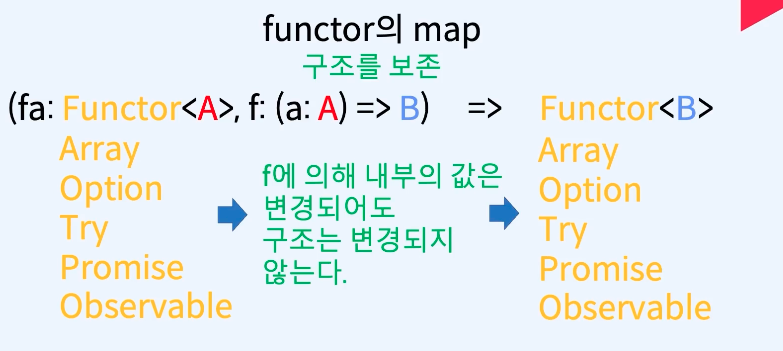 functor의 map
구조를 보존
(fa: Functor<A>, f: (a: A) => B) => Functor<B>
Array
Option
Try
Promise
Observable
f에 의해 내부의 값은
변경되어도
구조는 변경되지
않는다.
Array
Option
Try
Promise
Observable